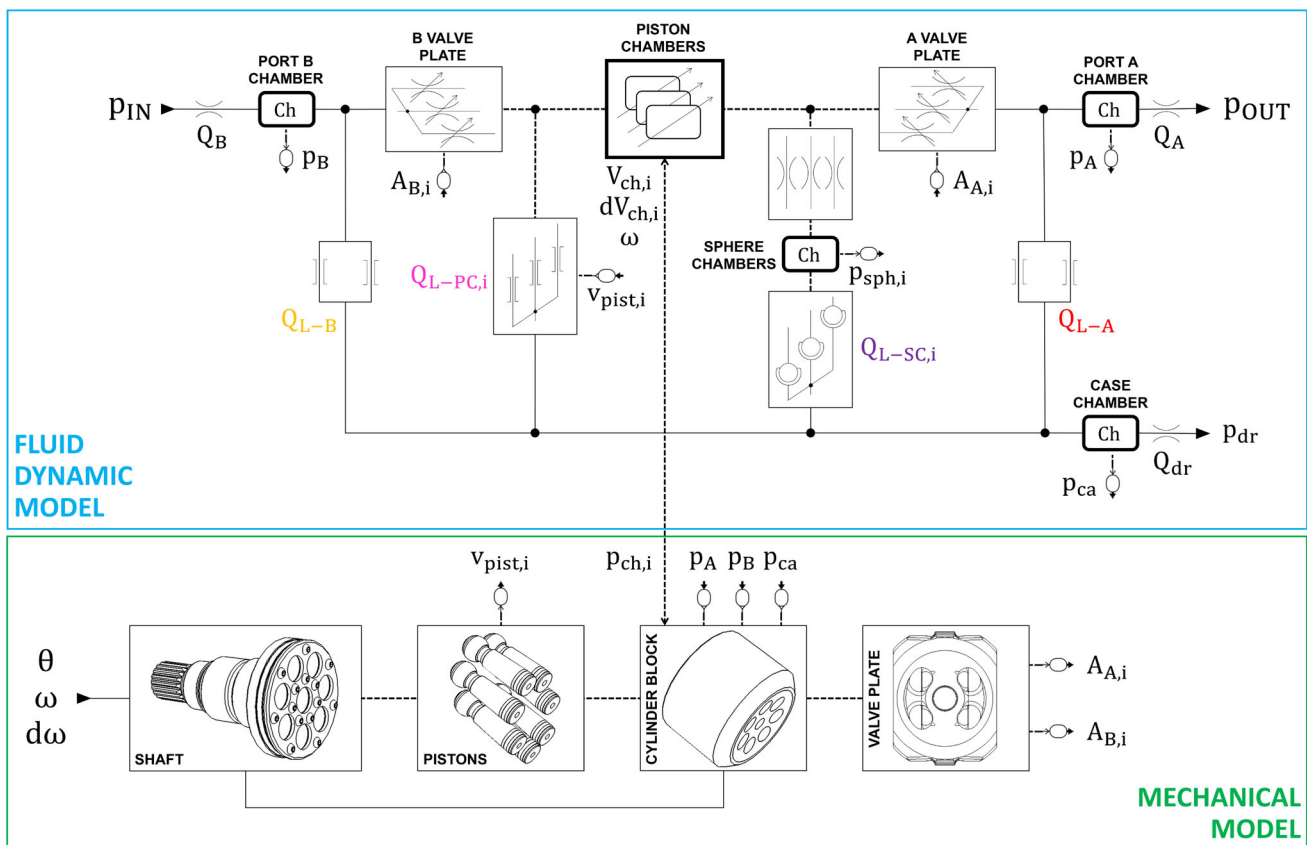 PISTON
CHAMBERS
B VALVE
PLATE
A VALVE
PLATE
PORT B
CHAMBER
PORT A
CHAMBER
p_IN
Ch
Ch
p_OUT
Q_B
p_B
A_B,i
V_ch,i
dV_ch,i
ω
A_A,i
p_A
Q_A
SPHERE
CHAMBERS
Ch
p_sph,i
Q_L−B
Q_L−PC,i
v_pist,i
Q_L−SC,i
Q_L−A
CASE
CHAMBER
Ch
p_dr
Q_dr
p_ca
FLUID
DYNAMIC
MODEL
v_pist,i
p_ch,i
p_A
p_B
p_ca
θ
ω
dω
SHAFT
PISTONS
CYLINDER BLOCK
VALVE PLATE
A_A,i
A_B,i
MECHANICAL
MODEL